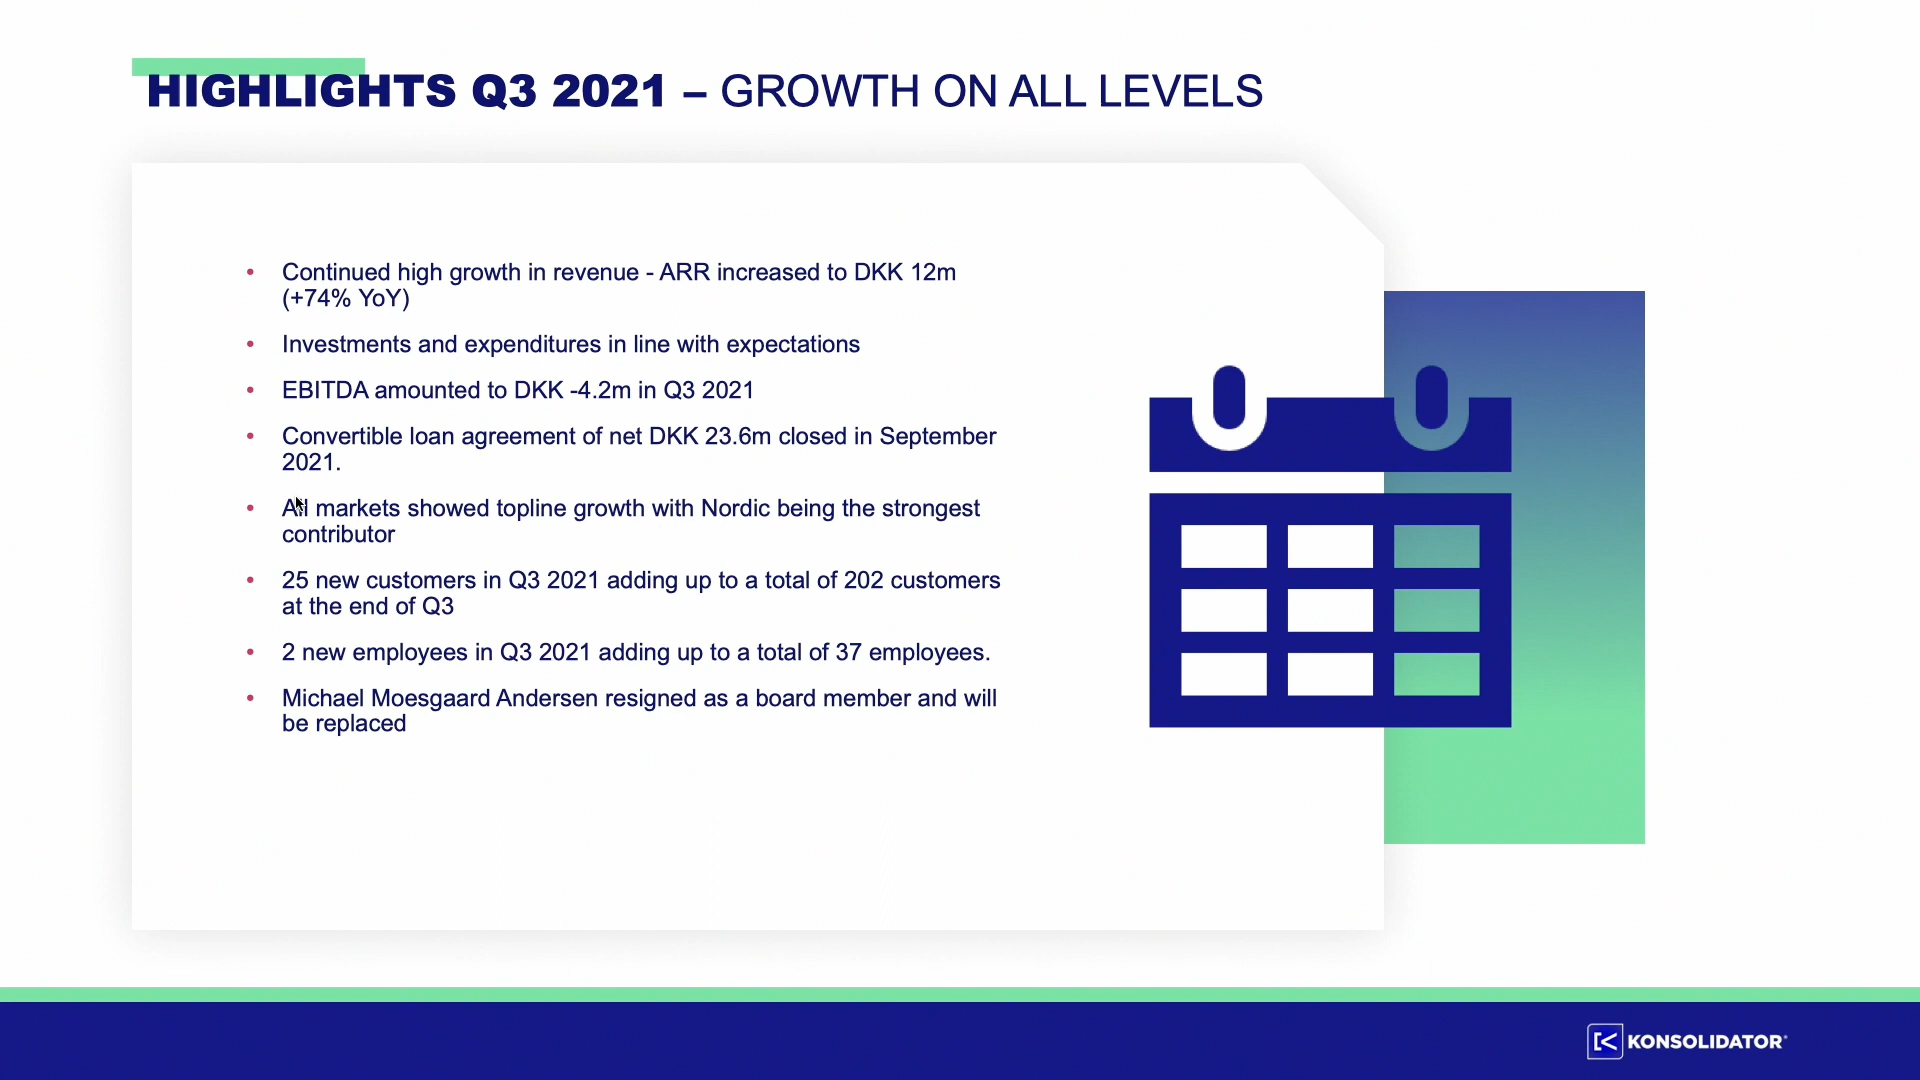 HIGHLIGHTS Q3 2021 – GROWTH ON ALL LEVELS
• Continued high growth in revenue - ARR increased to DKK 12m
(+74% YoY)
• Investments and expenditures in line with expectations
• EBITDA amounted to DKK -4.2m in Q3 2021
• Convertible loan agreement of net DKK 23.6m closed in September
2021.
• All markets showed topline growth with Nordic being the strongest
contributor
• 25 new customers in Q3 2021 adding up to a total of 202 customers
at the end of Q3
• 2 new employees in Q3 2021 adding up to a total of 37 employees.
• Michael Moesgaard Andersen resigned as a board member and will
be replaced
KONSOLIDATOR